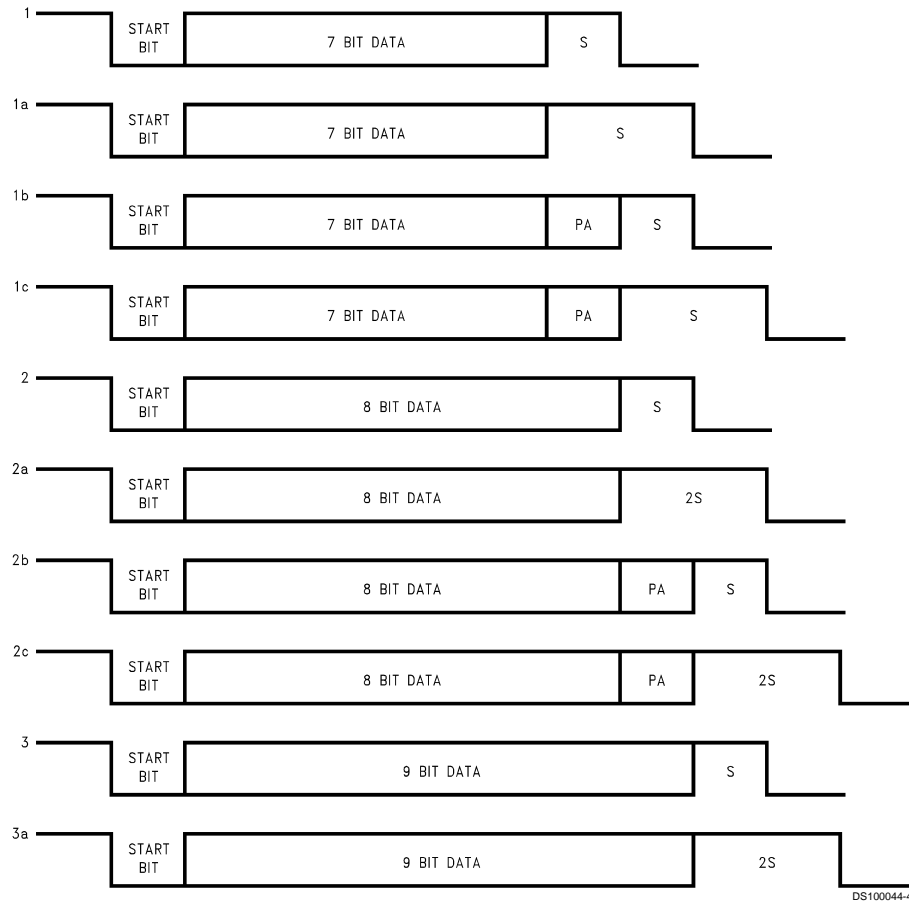 1 START BIT 7 BIT DATA S
1a START BIT 7 BIT DATA S
1b START BIT 7 BIT DATA PA S
1c START BIT 7 BIT DATA PA S
2 START BIT 8 BIT DATA S
2a START BIT 8 BIT DATA 2S
2b START BIT 8 BIT DATA PA S
2c START BIT 8 BIT DATA PA 2S
3 START BIT 9 BIT DATA S
3a START BIT 9 BIT DATA 2S
DS100044-4